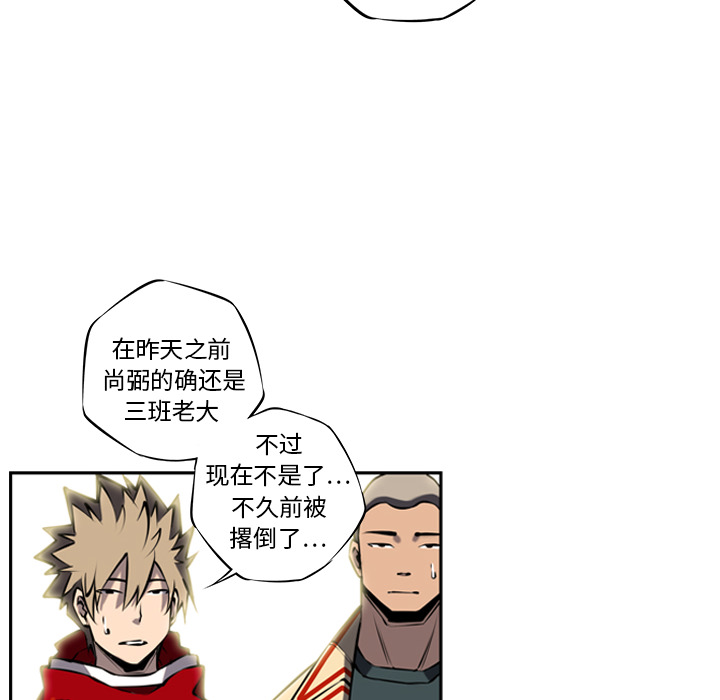 在昨天之前
尚弼的确还是
三班老大
不过
现在不是了...
不久前被
撂倒了...